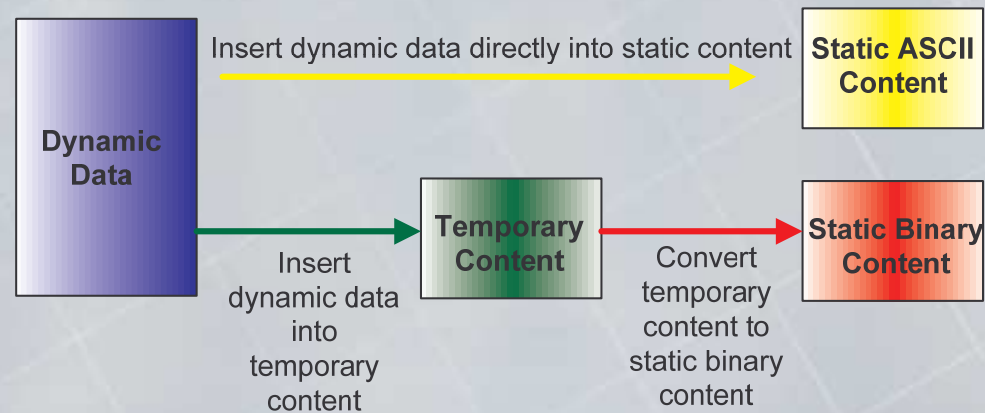 Insert dynamic data directly into static content
Static ASCII
Content
Dynamic
Data
Temporary
Content
Static Binary
Content
Insert
dynamic data
into
temporary
content
Convert
temporary
content to
static binary
content